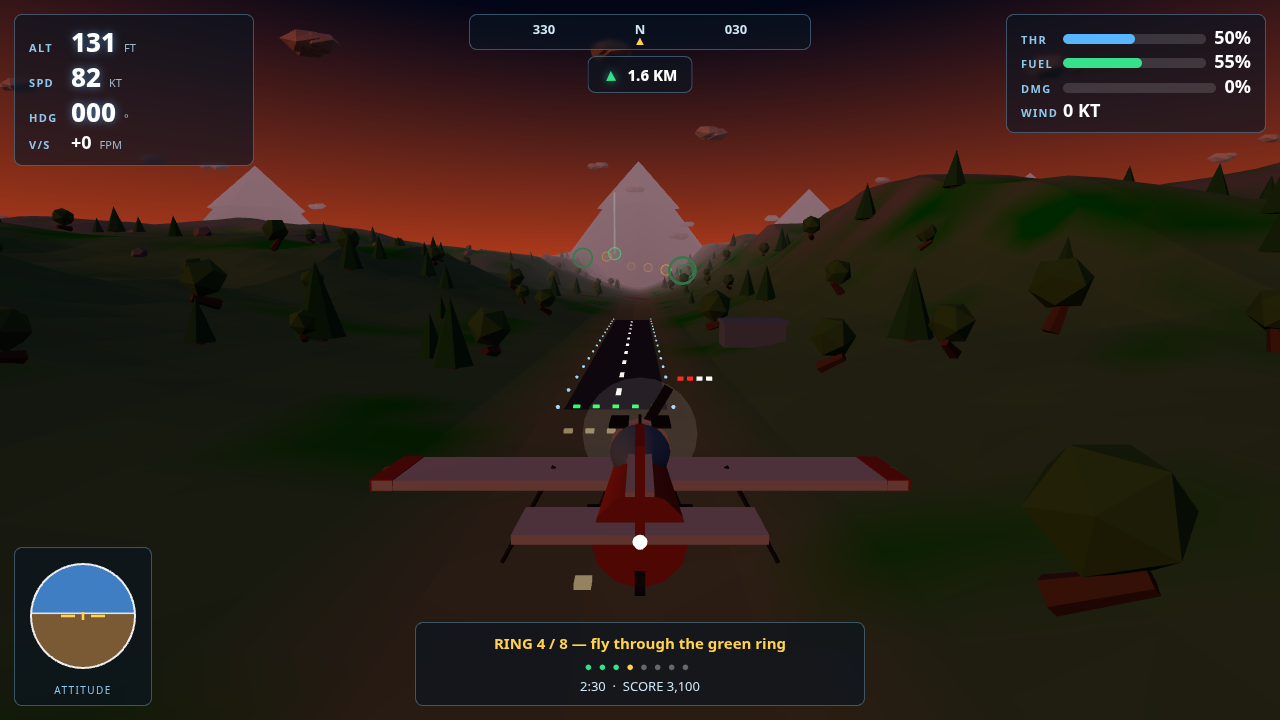 ALT 131 FT
SPD 82 KT
HDG 000 °
V/S +0 FPM
330 N 030
▲ 1.6 KM
THR 50%
FUEL 55%
DMG 0%
WIND 0 KT
ATTITUDE
RING 4 / 8 — fly through the green ring
2:30 · SCORE 3,100